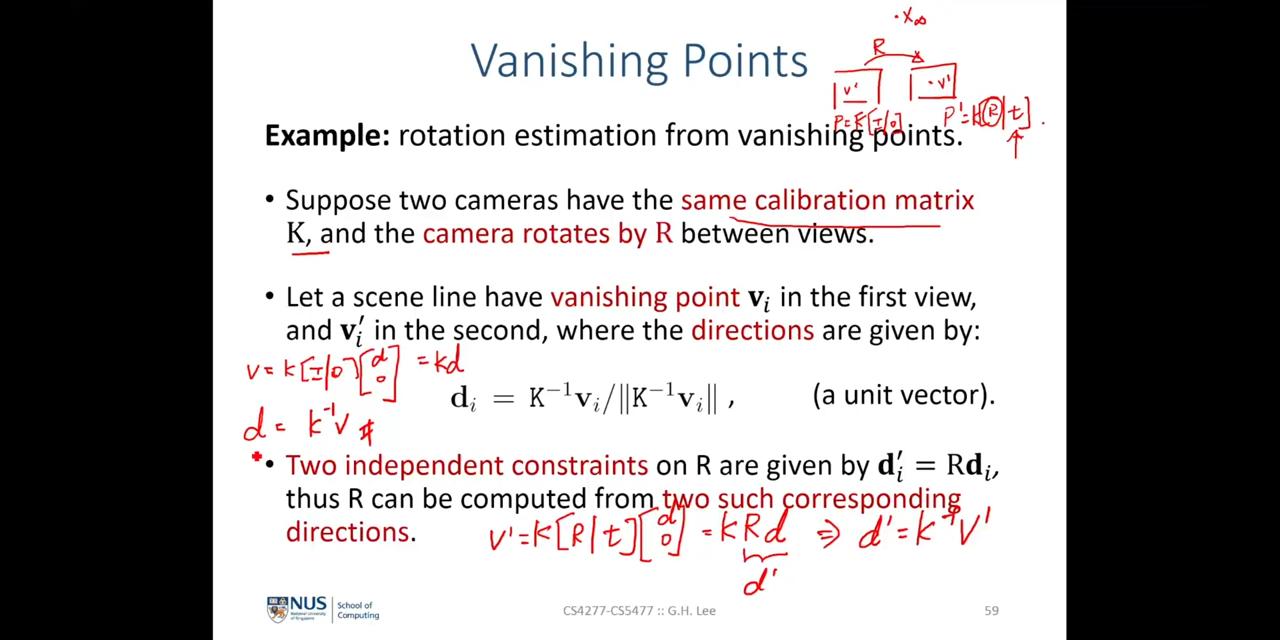 . X∞
Vanishing Points
R
v'
. v'
P=K[I|0]
P'=K[R|t] .
Example: rotation estimation from vanishing points.
• Suppose two cameras have the same calibration matrix
K, and the camera rotates by R between views.
• Let a scene line have vanishing point vᵢ in the first view,
and v′ᵢ in the second, where the directions are given by:
v = K[I|0][d 0] = Kd
dᵢ = K⁻¹vᵢ/‖K⁻¹vᵢ‖ , (a unit vector).
d = K⁻¹v
• Two independent constraints on R are given by d′ᵢ = Rdᵢ,
thus R can be computed from two such corresponding
directions.
v' = K[R|t][d 0] = KRd ⇒ d' = K⁻¹v'
d'
NUS
National University
of Singapore
School of
Computing
CS4277-CS5477 :: G.H. Lee
59